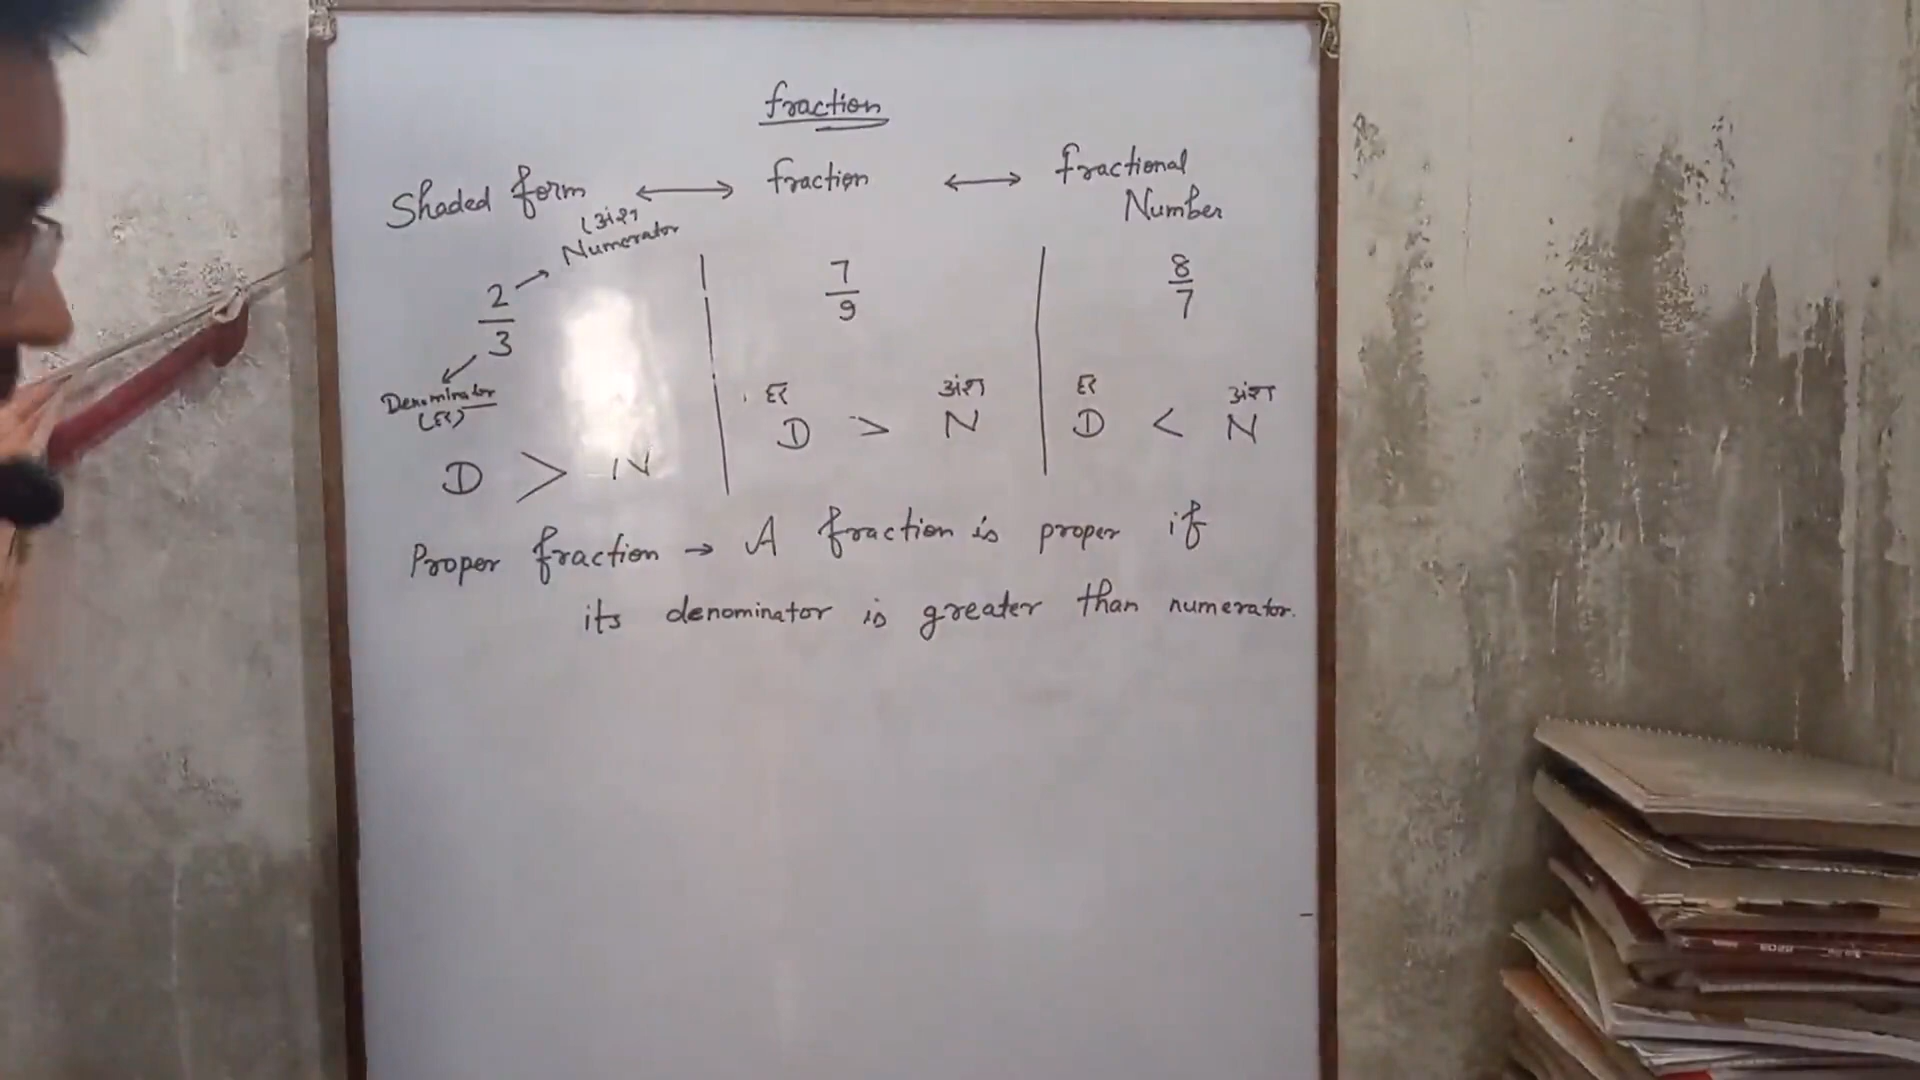 fraction
Shaded form ↔ fraction ↔ fractional Number
(अंश
Numerator
2/3
7/9
8/7
Denominator
(हर)
हर अंश
D > N
D > N
हर अंश
D < N
Proper fraction → A fraction is proper if
its denominator is greater than numerator.